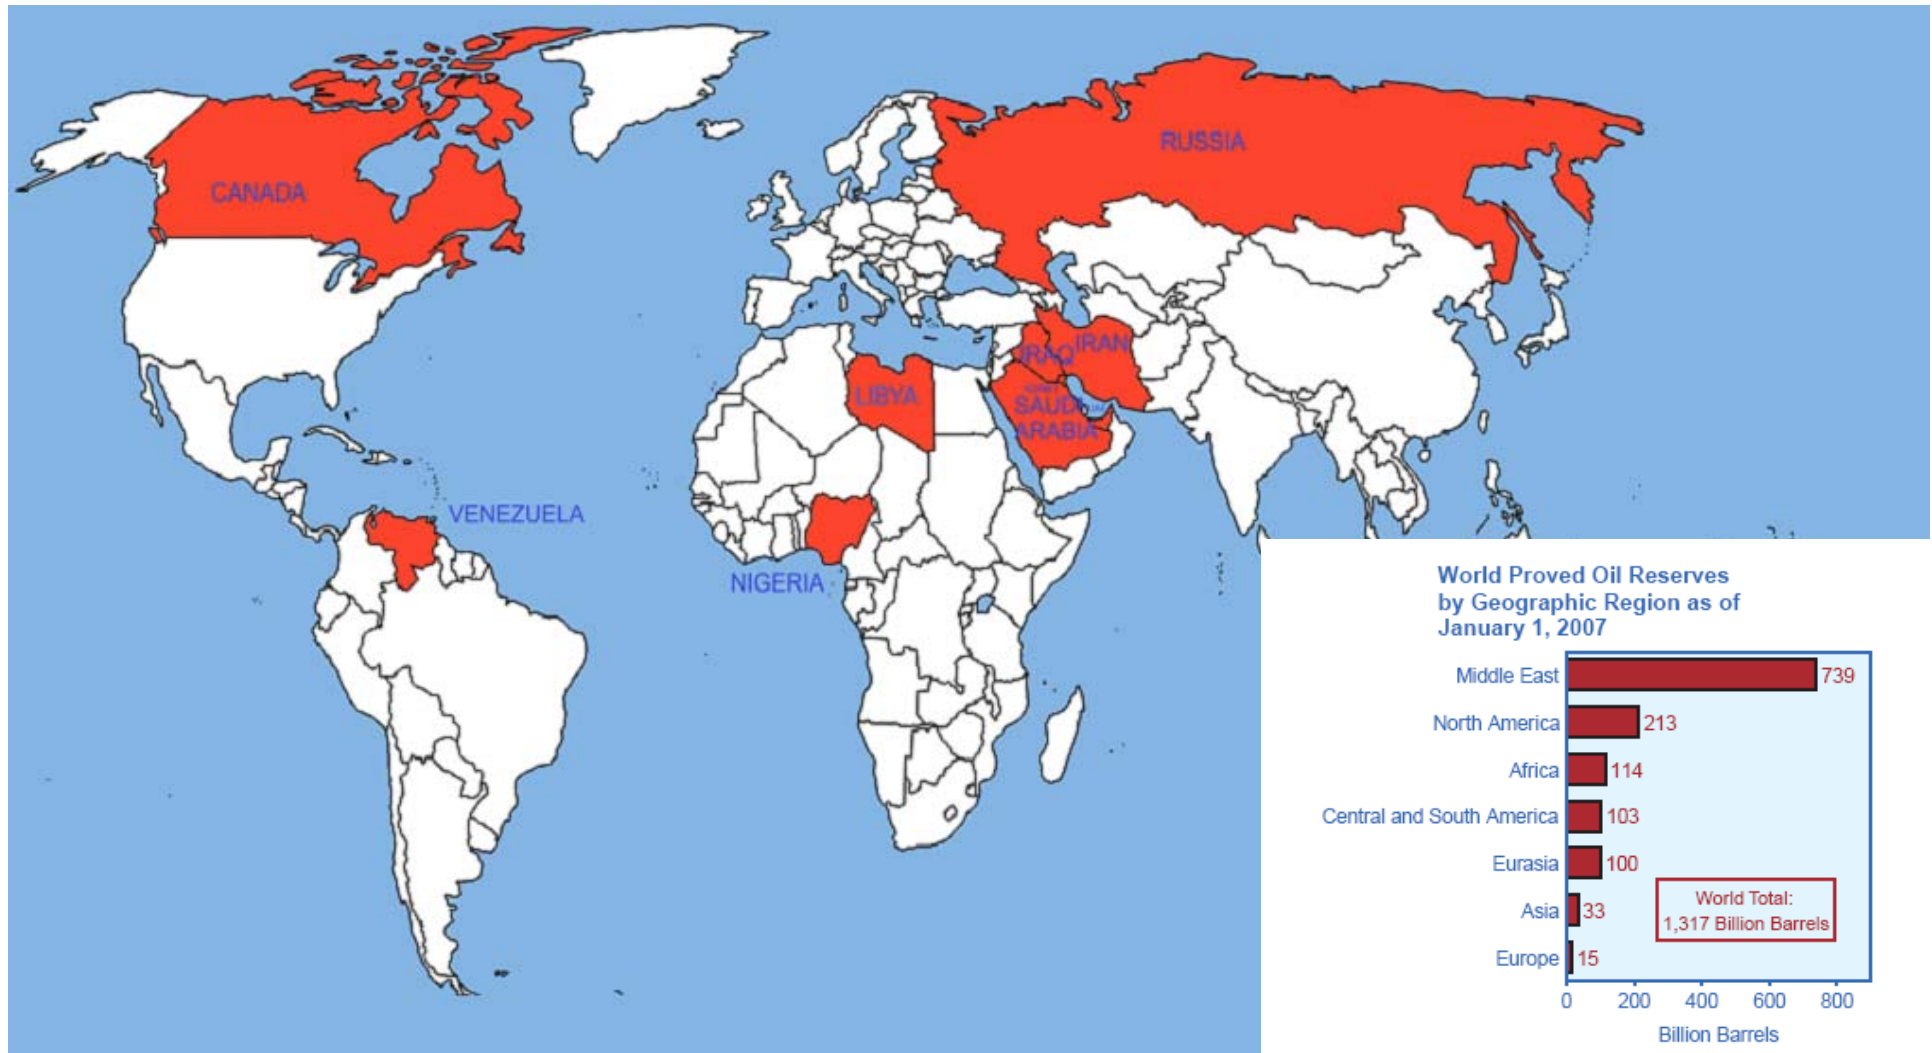 CANADA
RUSSIA
IRAQ
IRAN
LIBYA
SAUDI
ARABIA
VENEZUELA
NIGERIA
World Proved Oil Reserves
by Geographic Region as of
January 1, 2007
Middle East 739
North America 213
Africa 114
Central and South America 103
Eurasia 100
Asia 33
Europe 15
World Total:
1,317 Billion Barrels
0 200 400 600 800
Billion Barrels